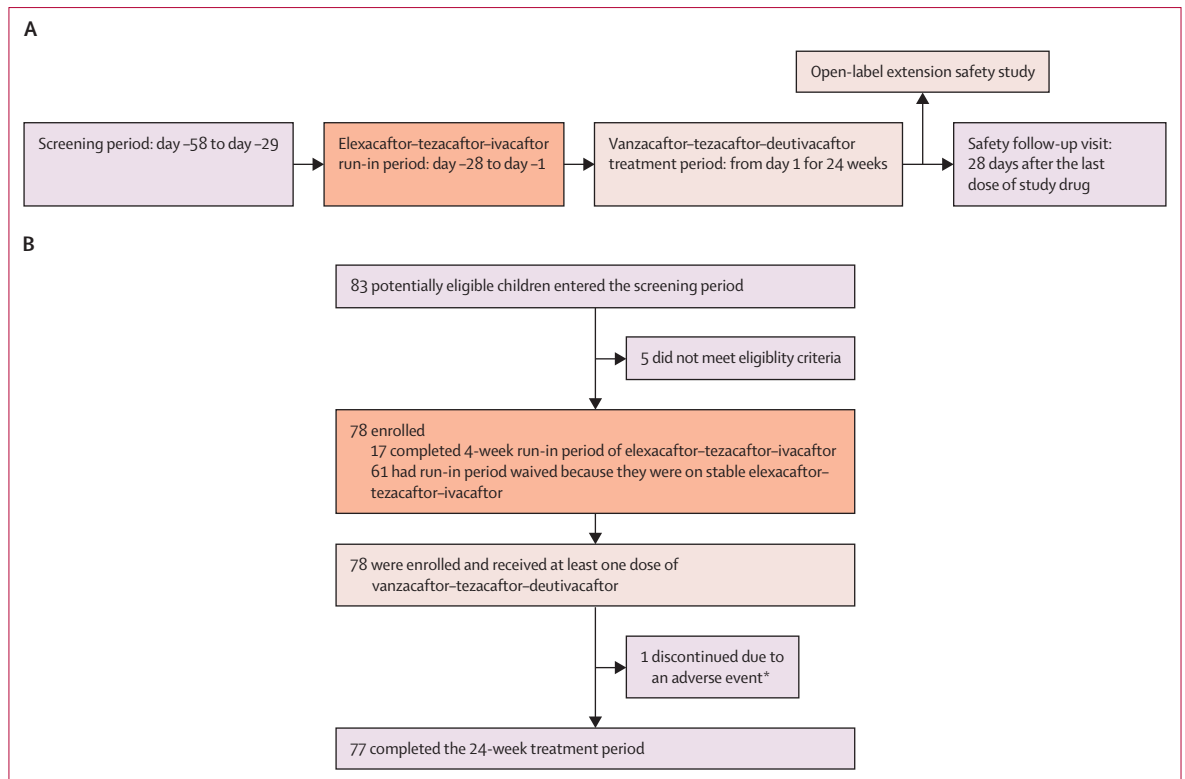 A
Open-label extension safety study
Screening period: day –58 to day –29
Elexacaftor–tezacaftor–ivacaftor
run-in period: day –28 to day –1
Vanzacaftor–tezacaftor–deutivacaftor
treatment period: from day 1 for 24 weeks
Safety follow-up visit:
28 days after the last
dose of study drug
B
83 potentially eligible children entered the screening period
5 did not meet eligiblity criteria
78 enrolled
17 completed 4-week run-in period of elexacaftor–tezacaftor–ivacaftor
61 had run-in period waived because they were on stable elexacaftor–
tezacaftor–ivacaftor
78 were enrolled and received at least one dose of
vanzacaftor–tezacaftor–deutivacaftor
1 discontinued due to
an adverse event*
77 completed the 24-week treatment period